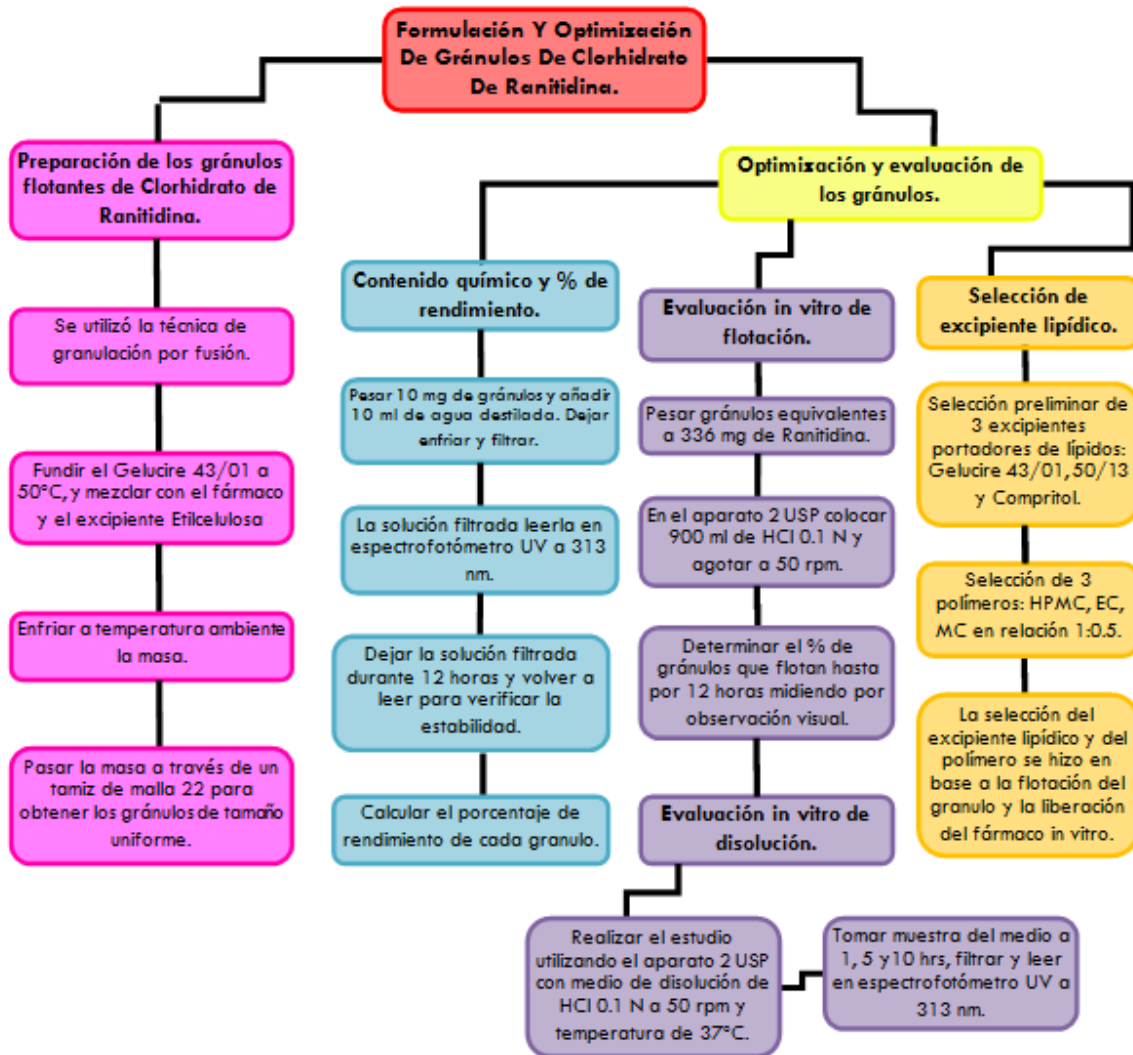 Formulación Y Optimización
De Gránulos De Clorhidrato
De Ranitidina.
Preparación de los gránulos
flotantes de Clorhidrato de
Ranitidina.
Se utilizó la técnica de
granulación por fusión.
Fundir el Gelucire 43/01 a
50°C, y mezclar con el fármaco
y el excipiente Etilcelulosa
Enfriar a temperatura ambiente
la masa.
Pasar la masa a través de un
tamiz de malla 22 para
obtener los gránulos de tamaño
uniforme.
Optimización y evaluación de
los gránulos.
Contenido químico y % de
rendimiento.
Pesar 10 mg de gránulos y añadir
10 ml de agua destilada. Dejar
enfriar y filtrar.
La solución filtrada leerla en
espectrofotómetro UV a 313
nm.
Dejar la solución filtrada
durante 12 horas y volver a
leer para verificar la
estabilidad.
Calcular el porcentaje de
rendimiento de cada granulo.
Evaluación in vitro de
flotación.
Pesar gránulos equivalentes
a 336 mg de Ranitidina.
En el aparato 2 USP colocar
900 ml de HCl 0.1 N y
agotar a 50 rpm.
Determinar el % de
gránulos que flotan hasta
por 12 horas midiendo por
observación visual.
Evaluación in vitro de
disolución.
Realizar el estudio
utilizando el aparato 2 USP
con medio de disolución de
HCl 0.1 N a 50 rpm y
temperatura de 37°C.
Tomar muestra del medio a
1, 5 y10 hrs, filtrar y leer
en espectrofotómetro UV a
313 nm.
Selección de
excipiente lipídico.
Selección preliminar de
3 excipientes
portadores de lípidos:
Gelucire 43/01, 50/13
y Compritol.
Selección de 3
polímeros: HPMC, EC,
MC en relación 1:0.5.
La selección del
excipiente lipídico y del
polímero se hizo en
base a la flotación del
granulo y la liberación
del fármaco in vitro.